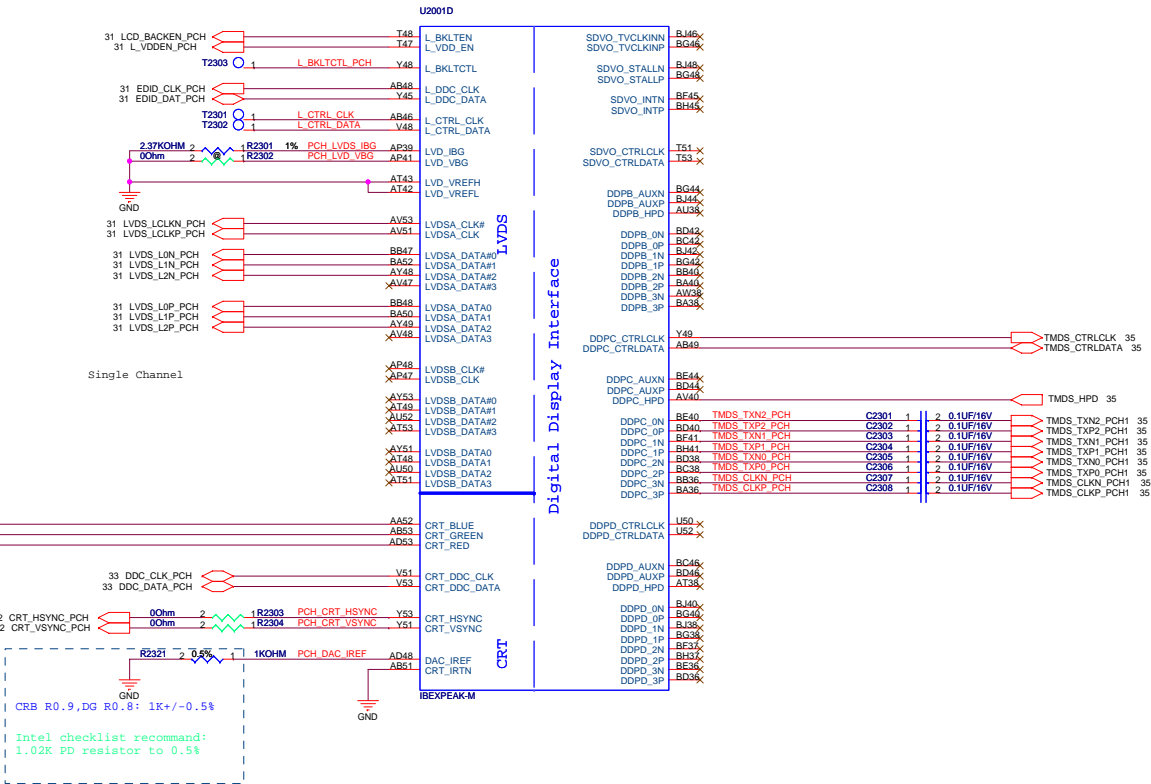 U2001D
31 LCD_BACKEN_PCH T48 L_BKLTEN
31 L_VDDEN_PCH T47 L_VDD_EN
T2303 1 L_BKLTCTL_PCH Y48 L_BKLTCTL
31 EDID_CLK_PCH AB48 L_DDC_CLK
31 EDID_DAT_PCH Y45 L_DDC_DATA
T2301 1 L_CTRL_CLK AB46 L_CTRL_CLK
T2302 1 L_CTRL_DATA V48 L_CTRL_DATA
2.37KOHM 2 1 R2301 1% PCH_LVDS_IBG AP39 LVD_IBG
0Ohm 2 @ 1 R2302 PCH_LVD_VBG AP41 LVD_VBG
AT43 LVD_VREFH
AT42 LVD_VREFL
GND
31 LVDS_LCLKN_PCH AV53 LVDSA_CLK#
31 LVDS_LCLKP_PCH AV51 LVDSA_CLK
31 LVDS_L0N_PCH BB47 LVDSA_DATA#0
31 LVDS_L1N_PCH BA52 LVDSA_DATA#1
31 LVDS_L2N_PCH AY48 LVDSA_DATA#2
AV47 LVDSA_DATA#3
31 LVDS_L0P_PCH BB48 LVDSA_DATA0
31 LVDS_L1P_PCH BA50 LVDSA_DATA1
31 LVDS_L2P_PCH AY49 LVDSA_DATA2
AV48 LVDSA_DATA3
Single Channel
AP48 LVDSB_CLK#
AP47 LVDSB_CLK
AY53 LVDSB_DATA#0
AT49 LVDSB_DATA#1
AU52 LVDSB_DATA#2
AT53 LVDSB_DATA#3
AY51 LVDSB_DATA0
AT48 LVDSB_DATA1
AU50 LVDSB_DATA2
AT51 LVDSB_DATA3
AA52 CRT_BLUE
AB53 CRT_GREEN
AD53 CRT_RED
33 DDC_CLK_PCH V51 CRT_DDC_CLK
33 DDC_DATA_PCH V53 CRT_DDC_DATA
2 CRT_HSYNC_PCH 0Ohm 2 1 R2303 PCH_CRT_HSYNC Y53 CRT_HSYNC
2 CRT_VSYNC_PCH 0Ohm 2 1 R2304 PCH_CRT_VSYNC Y51 CRT_VSYNC
R2321 2 0.5% 1 1KOHM PCH_DAC_IREF AD48 DAC_IREF
AB51 CRT_IRTN
GND
GND
IBEXPEAK-M
CRB R0.9,DG R0.8: 1K+/-0.5%
Intel checklist recommand:
1.02K PD resistor to 0.5%
LVDS
Digital Display Interface
CRT
SDVO_TVCLKINN BJ46
SDVO_TVCLKINP BG46
SDVO_STALLN BJ48
SDVO_STALLP BG48
SDVO_INTN BF45
SDVO_INTP BH45
SDVO_CTRLCLK T51
SDVO_CTRLDATA T53
DDPB_AUXN BG44
DDPB_AUXP BJ44
DDPB_HPD AU38
DDPB_0N BD42
DDPB_0P BC42
DDPB_1N BJ42
DDPB_1P BG42
DDPB_2N BB40
DDPB_2P BA40
DDPB_3N AW38
DDPB_3P BA38
DDPC_CTRLCLK Y49 TMDS_CTRLCLK 35
DDPC_CTRLDATA AB49 TMDS_CTRLDATA 35
DDPC_AUXN BE44
DDPC_AUXP BD44
DDPC_HPD AV40 TMDS_HPD 35
DDPC_0N BE40 TMDS_TXN2_PCH C2301 1 2 0.1UF/16V TMDS_TXN2_PCH1 35
DDPC_0P BD40 TMDS_TXP2_PCH C2302 1 2 0.1UF/16V TMDS_TXP2_PCH1 35
DDPC_1N BF41 TMDS_TXN1_PCH C2303 1 2 0.1UF/16V TMDS_TXN1_PCH1 35
DDPC_1P BH41 TMDS_TXP1_PCH C2304 1 2 0.1UF/16V TMDS_TXP1_PCH1 35
DDPC_2N BD38 TMDS_TXN0_PCH C2305 1 2 0.1UF/16V TMDS_TXN0_PCH1 35
DDPC_2P BC38 TMDS_TXP0_PCH C2306 1 2 0.1UF/16V TMDS_TXP0_PCH1 35
DDPC_3N BB36 TMDS_CLKN_PCH C2307 1 2 0.1UF/16V TMDS_CLKN_PCH1 35
DDPC_3P BA36 TMDS_CLKP_PCH C2308 1 2 0.1UF/16V TMDS_CLKP_PCH1 35
DDPD_CTRLCLK U50
DDPD_CTRLDATA U52
DDPD_AUXN BC46
DDPD_AUXP BD46
DDPD_HPD AT38
DDPD_0N BJ40
DDPD_0P BG40
DDPD_1N BJ38
DDPD_1P BG38
DDPD_2N BF37
DDPD_2P BH37
DDPD_3N BE36
DDPD_3P BD36